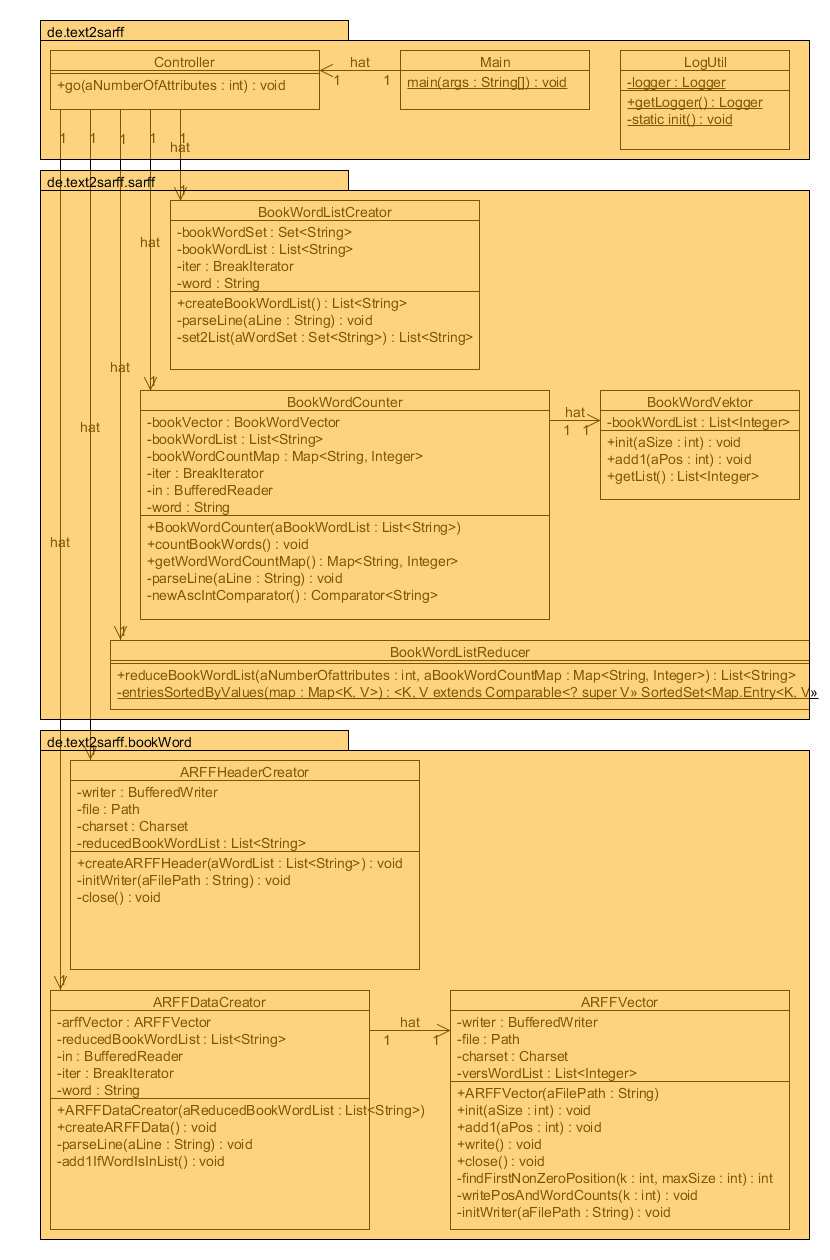 de.text2sarff
Controller
+go(aNumberOfAttributes : int) : void
hat
1
1
Main
main(args : String[]) : void
LogUtil
-logger : Logger
+getLogger() : Logger
-static init() : void
1
1
1
1
1
hat
de.text2sarff.sarff
1
BookWordListCreator
-bookWordSet : Set<String>
-bookWordList : List<String>
-iter : BreakIterator
-word : String
+createBookWordList() : List<String>
-parseLine(aLine : String) : void
-set2List(aWordSet : Set<String>) : List<String>
hat
hat
1
BookWordCounter
-bookVector : BookWordVector
-bookWordList : List<String>
-bookWordCountMap : Map<String, Integer>
-iter : BreakIterator
-in : BufferedReader
-word : String
+BookWordCounter(aBookWordList : List<String>)
+countBookWords() : void
+getWordWordCountMap() : Map<String, Integer>
-parseLine(aLine : String) : void
-newAscIntComparator() : Comparator<String>
hat
1
1
BookWordVektor
-bookWordList : List<Integer>
+init(aSize : int) : void
+add1(aPos : int) : void
+getList() : List<Integer>
hat
hat
1
BookWordListReducer
+reduceBookWordList(aNumberOfattributes : int, aBookWordCountMap : Map<String, Integer>) : List<String>
-entriesSortedByValues(map : Map<K, V>) : <K, V extends Comparable<? super V» SortedSet<Map.Entry<K, V»
de.text2sarff.bookWord
1
ARFFHeaderCreator
-writer : BufferedWriter
-file : Path
-charset : Charset
-reducedBookWordList : List<String>
+createARFFHeader(aWordList : List<String>) : void
-initWriter(aFilePath : String) : void
-close() : void
1
ARFFDataCreator
-arffVector : ARFFVector
-reducedBookWordList : List<String>
-in : BufferedReader
-iter : BreakIterator
-word : String
+ARFFDataCreator(aReducedBookWordList : List<String>)
+createARFFData() : void
-parseLine(aLine : String) : void
-add1IfWordIsInList() : void
hat
1
1
ARFFVector
-writer : BufferedWriter
-file : Path
-charset : Charset
-versWordList : List<Integer>
+ARFFVector(aFilePath : String)
+init(aSize : int) : void
+add1(aPos : int) : void
+write() : void
+close() : void
-findFirstNonZeroPosition(k : int, maxSize : int) : int
-writePosAndWordCounts(k : int) : void
-initWriter(aFilePath : String) : void